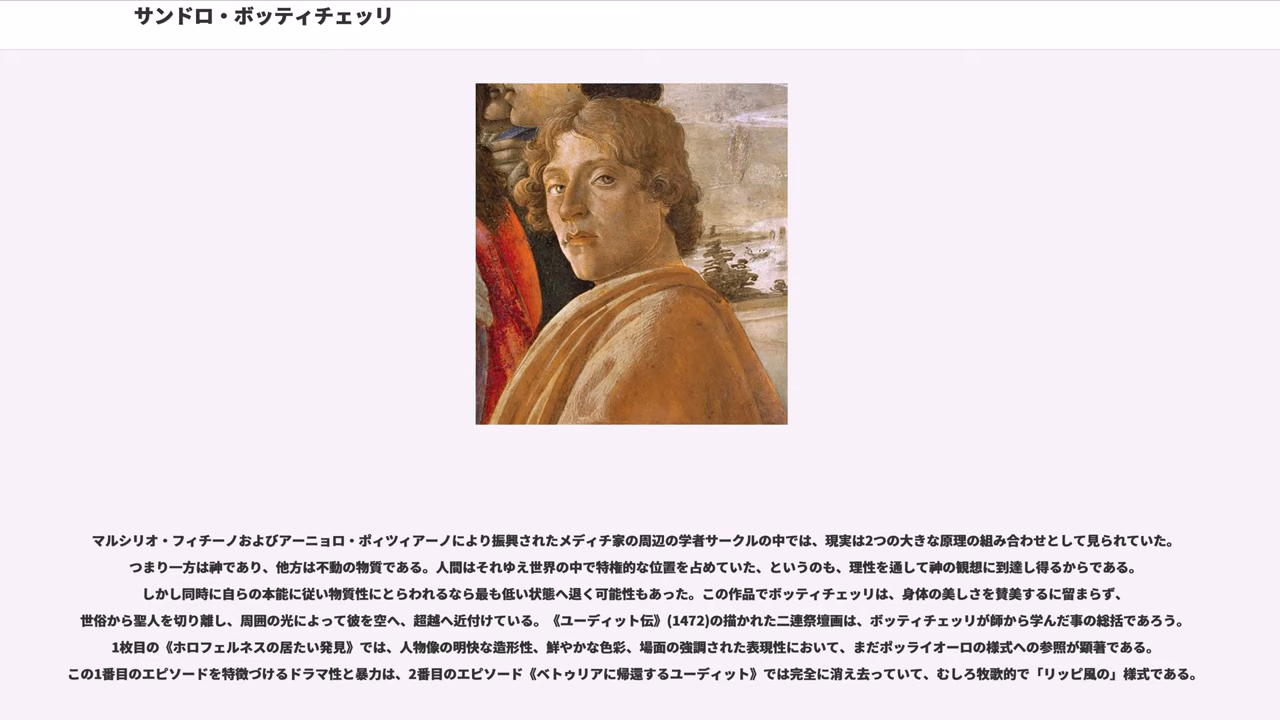 サンドロ・ボッティチェッリ
マルシリオ・フィチーノおよびアーニョロ・ポィツィアーノにより振興されたメディチ家の周辺の学者サークルの中では、現実は2つの大きな原理の組み合わせとして見られていた。
つまり一方は神であり、他方は不動の物質である。人間はそれゆえ世界の中で特権的な位置を占めていた、というのも、理性を通して神の観想に到達し得るからである。
しかし同時に自らの本能に従い物質性にとらわれるなら最も低い状態へ退く可能性もあった。この作品でボッティチェッリは、身体の美しさを賛美するに留まらず、
世俗から聖人を切り離し、周囲の光によって彼を空へ、超越へ近付けている。《ユーディット伝》(1472)の描かれた二連祭壇画は、ボッティチェッリが師から学んだ事の総括であろう。
1枚目の《ホロフェルネスの居たい発見》では、人物像の明快な造形性、鮮やかな色彩、場面の強調された表現性において、まだポッライオーロの様式への参照が顕著である。
この1番目のエピソードを特徴づけるドラマ性と暴力は、2番目のエピソード《ベトゥリアに帰還するユーディット》では完全に消え去っていて、むしろ牧歌的で「リッピ風の」様式である。